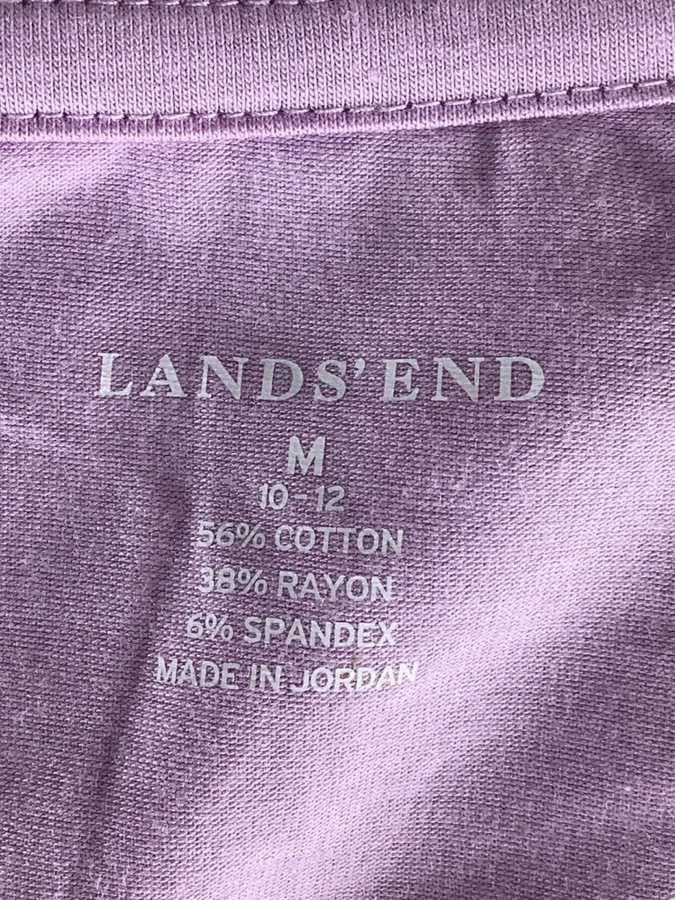 LANDS' END
M
10-12
56% COTTON
38% RAYON
6% SPANDEX
MADE IN JORDAN